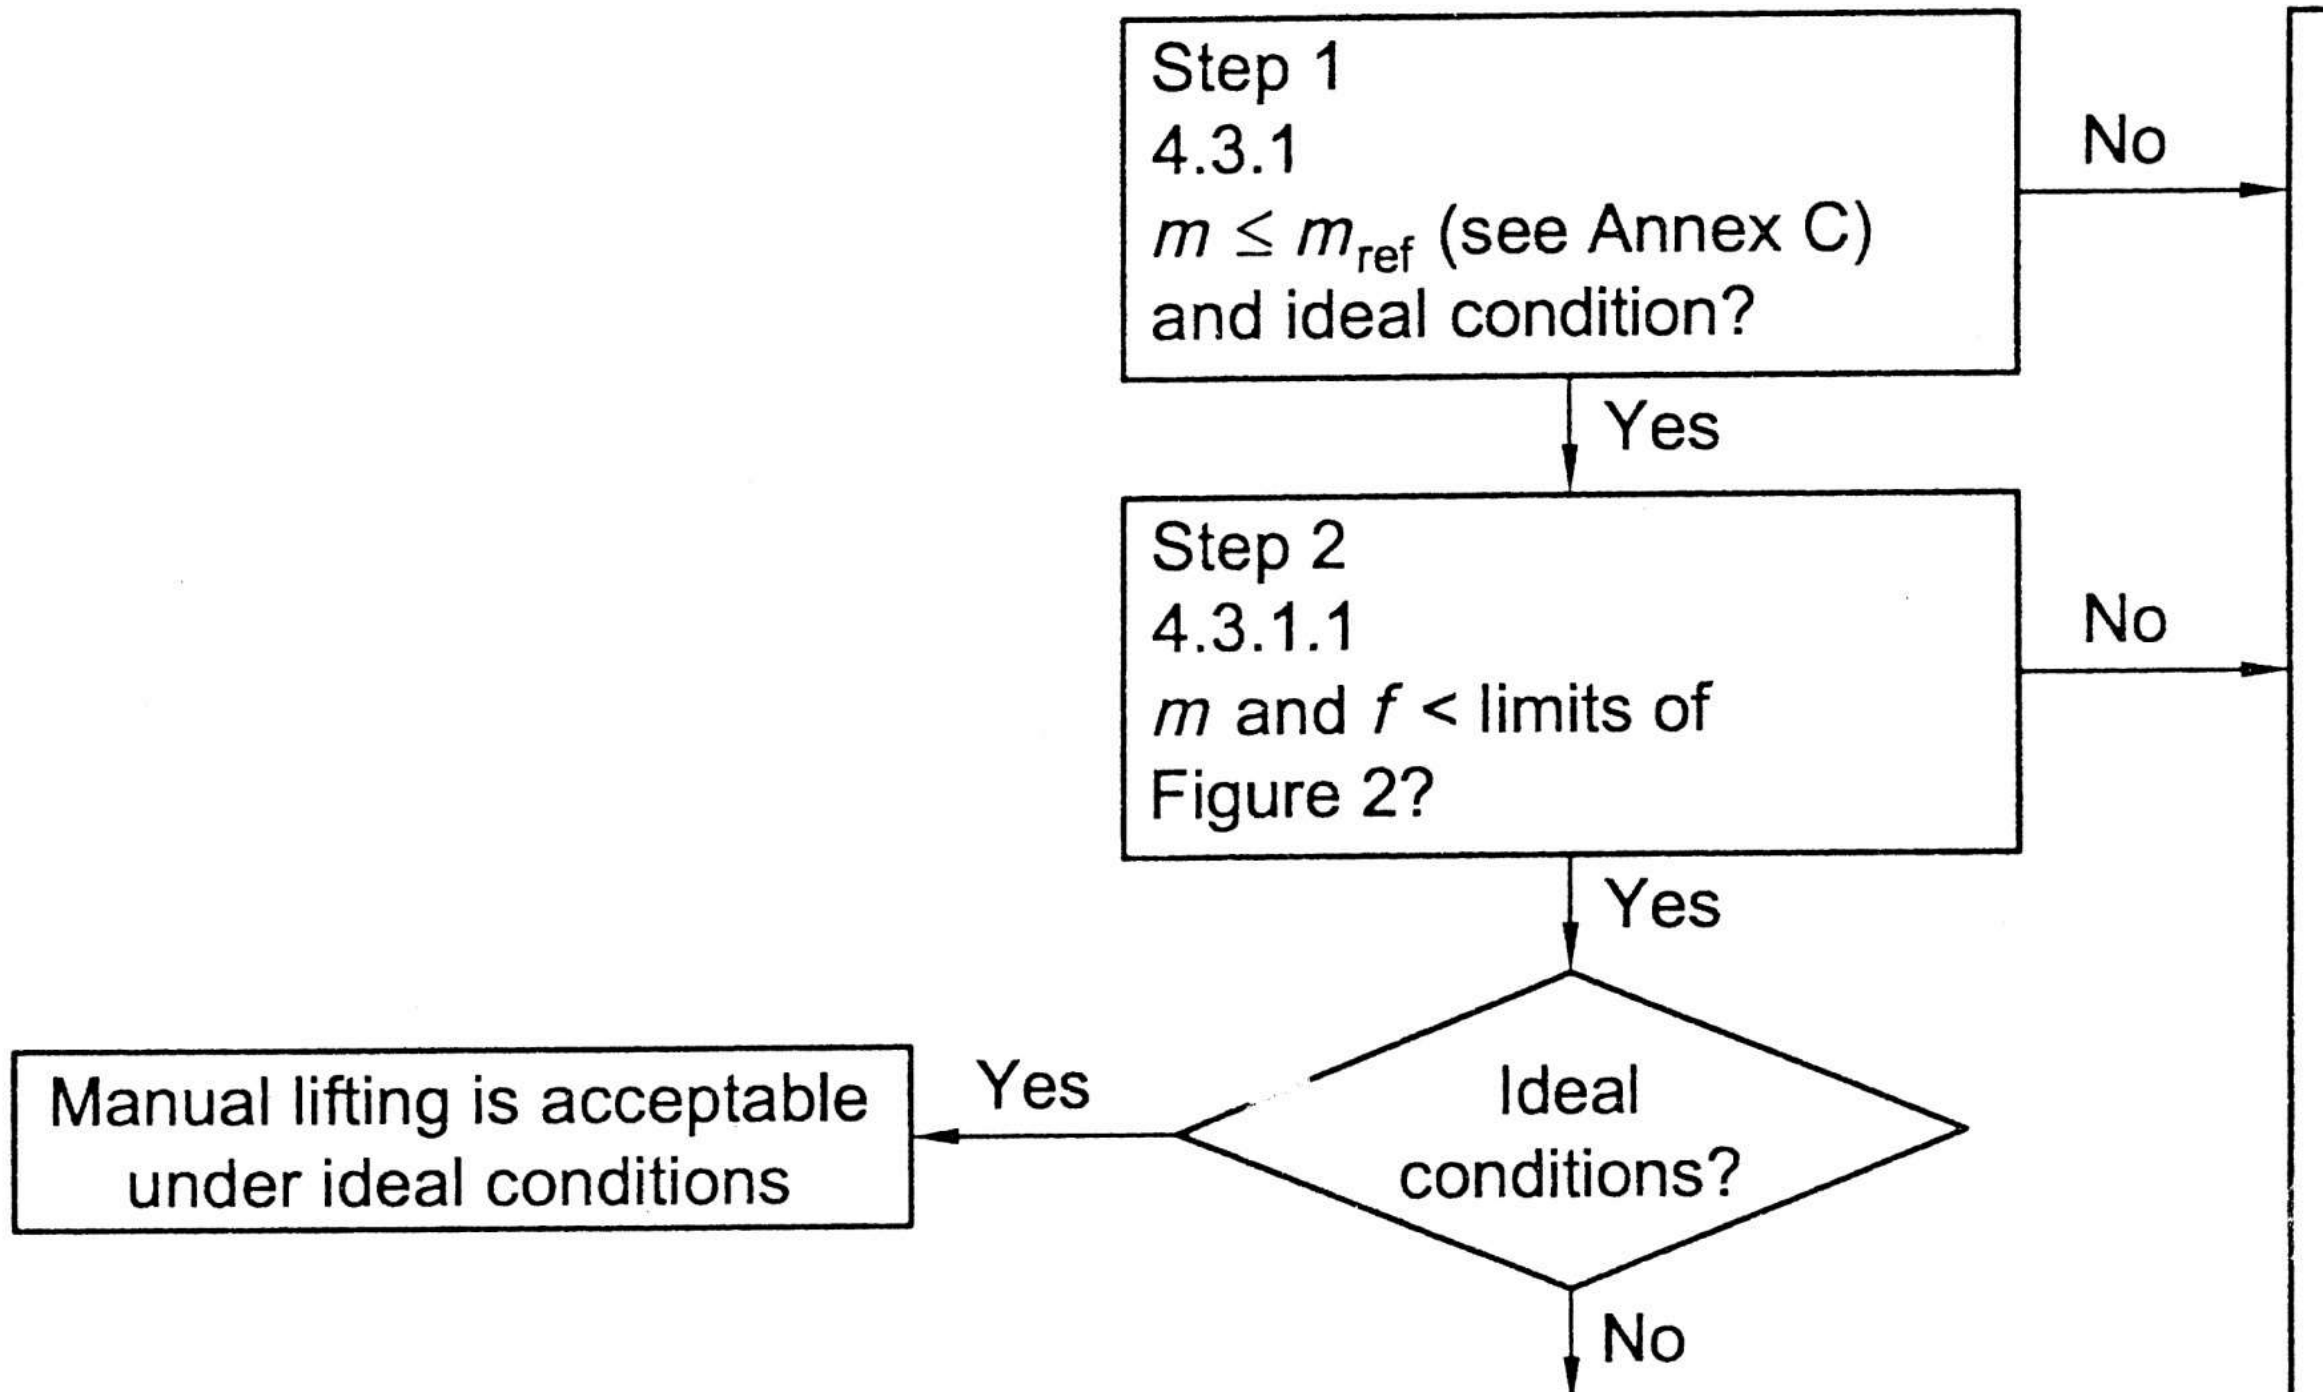 Step 1
4.3.1
m ≤ m_ref (see Annex C)
and ideal condition?
No
Yes
Step 2
4.3.1.1
m and f < limits of
Figure 2?
No
Yes
Ideal
conditions?
Yes
Manual lifting is acceptable
under ideal conditions
No